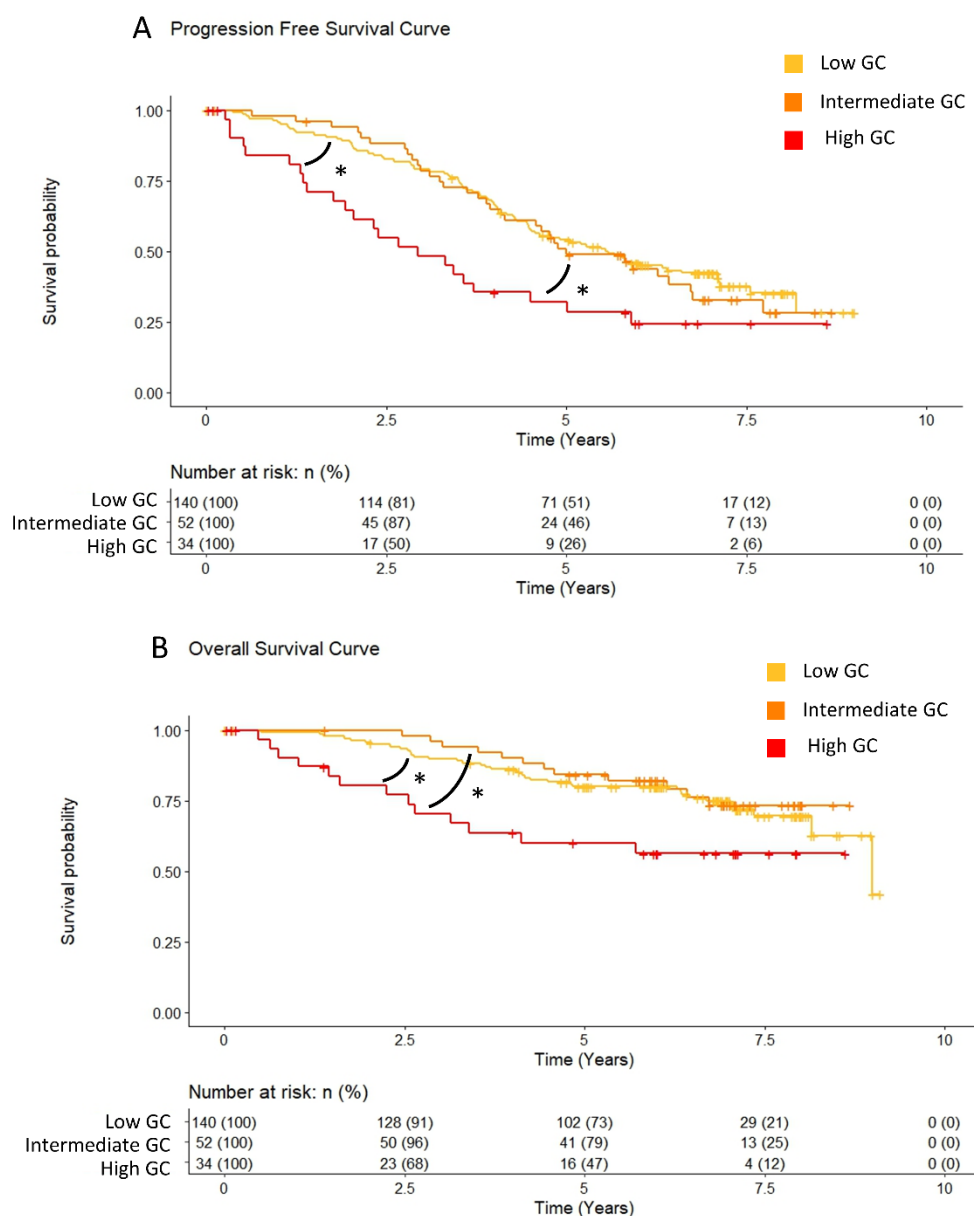 A Progression Free Survival Curve
Low GC
Intermediate GC
High GC
1.00
0.75
0.50
0.25
0.00
Survival probability
*
*
0 2.5 5 7.5 10
Time (Years)
Number at risk: n (%)
Low GC 140 (100) 114 (81) 71 (51) 17 (12) 0 (0)
Intermediate GC 52 (100) 45 (87) 24 (46) 7 (13) 0 (0)
High GC 34 (100) 17 (50) 9 (26) 2 (6) 0 (0)
0 2.5 5 7.5 10
Time (Years)
B Overall Survival Curve
Low GC
Intermediate GC
High GC
1.00
0.75
0.50
0.25
0.00
Survival probability
*
*
0 2.5 5 7.5 10
Time (Years)
Number at risk: n (%)
Low GC 140 (100) 128 (91) 102 (73) 29 (21) 0 (0)
Intermediate GC 52 (100) 50 (96) 41 (79) 13 (25) 0 (0)
High GC 34 (100) 23 (68) 16 (47) 4 (12) 0 (0)
0 2.5 5 7.5 10
Time (Years)